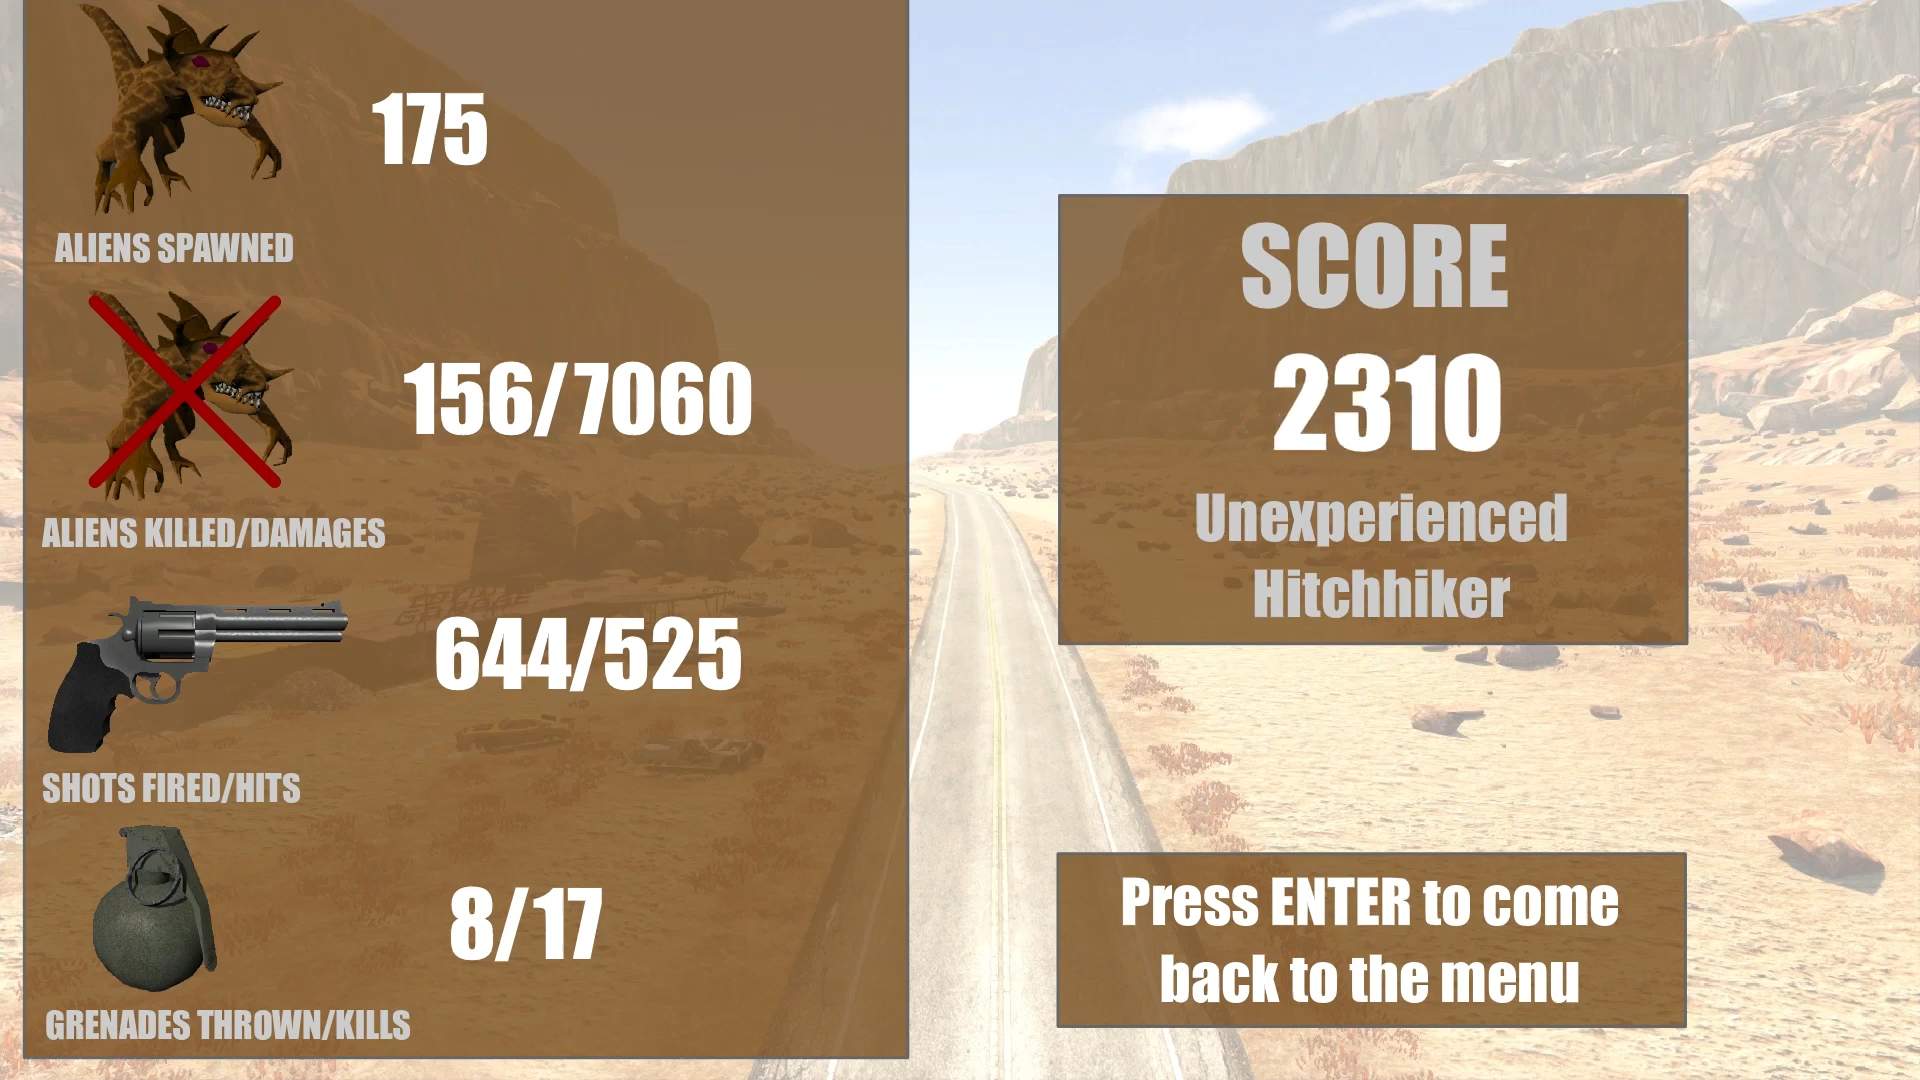 175
ALIENS SPAWNED
156/7060
ALIENS KILLED/DAMAGES
644/525
SHOTS FIRED/HITS
8/17
GRENADES THROWN/KILLS
SCORE
2310
Unexperienced
Hitchhiker
Press ENTER to come
back to the menu